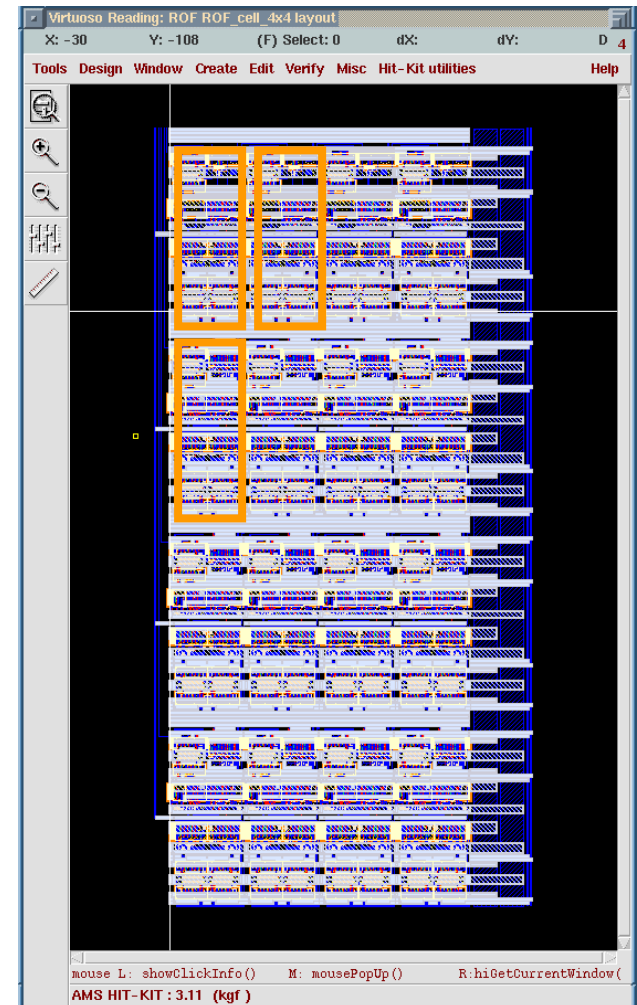 Virtuoso Reading: ROF ROF_cell_4x4 layout
X: -30 Y: -108 (F) Select: 0 dX: dY: D 4
Tools Design Window Create Edit Verify Misc Hit-Kit utilities Help
mouse L: showClickInfo() M: mousePopUp() R:hiGetCurrentWindow(
AMS HIT-KIT : 3.11 (kgf )